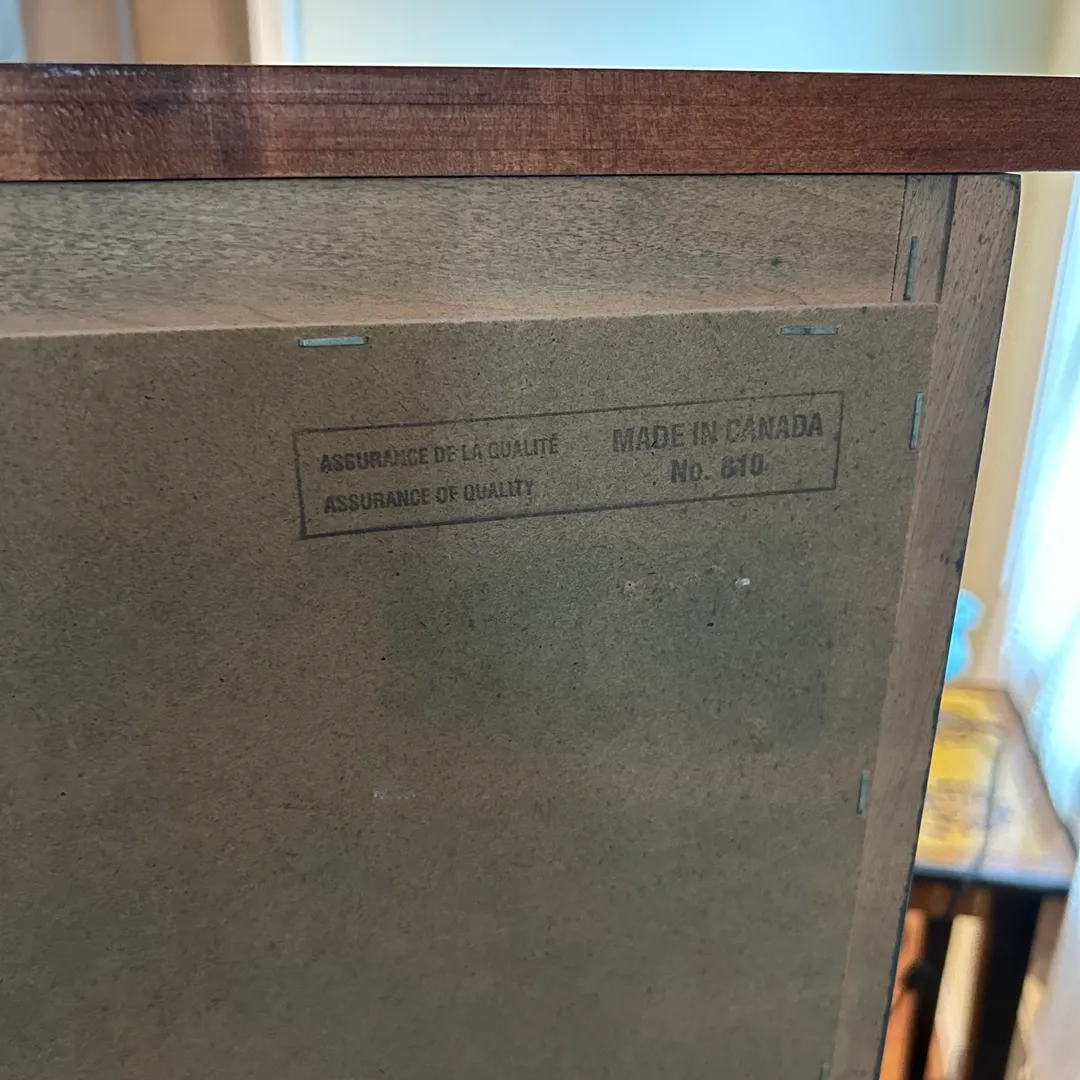 ASSURANCE DE LA QUALITÉ
ASSURANCE OF QUALITY
MADE IN CANADA
No. 810